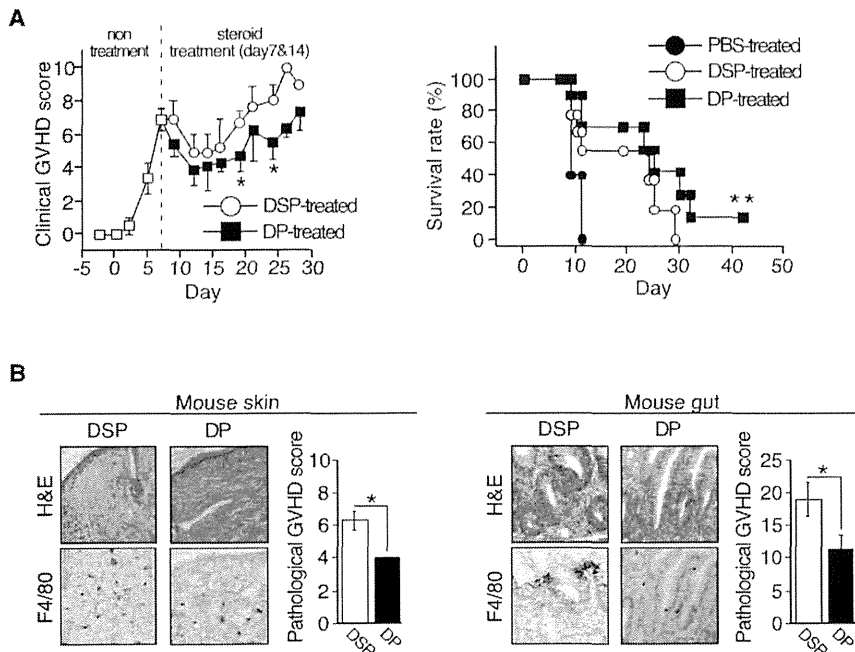 A
non
treatment
steroid
treatment (day7&14)
Clinical GVHD score
10
8
6
4
2
0
-5 0 5 10 15 20 25 30
Day
* *
DSP-treated
DP-treated
PBS-treated
DSP-treated
DP-treated
Survival rate (%)
100
80
60
40
20
0
* *
0 10 20 30 40 50
Day
B
Mouse skin
DSP DP
H&E
F4/80
Pathological GVHD score
10
8
6
4
2
0
*
DSP DP
Mouse gut
DSP DP
H&E
F4/80
Pathological GVHD score
25
20
15
10
5
0
*
DSP DP